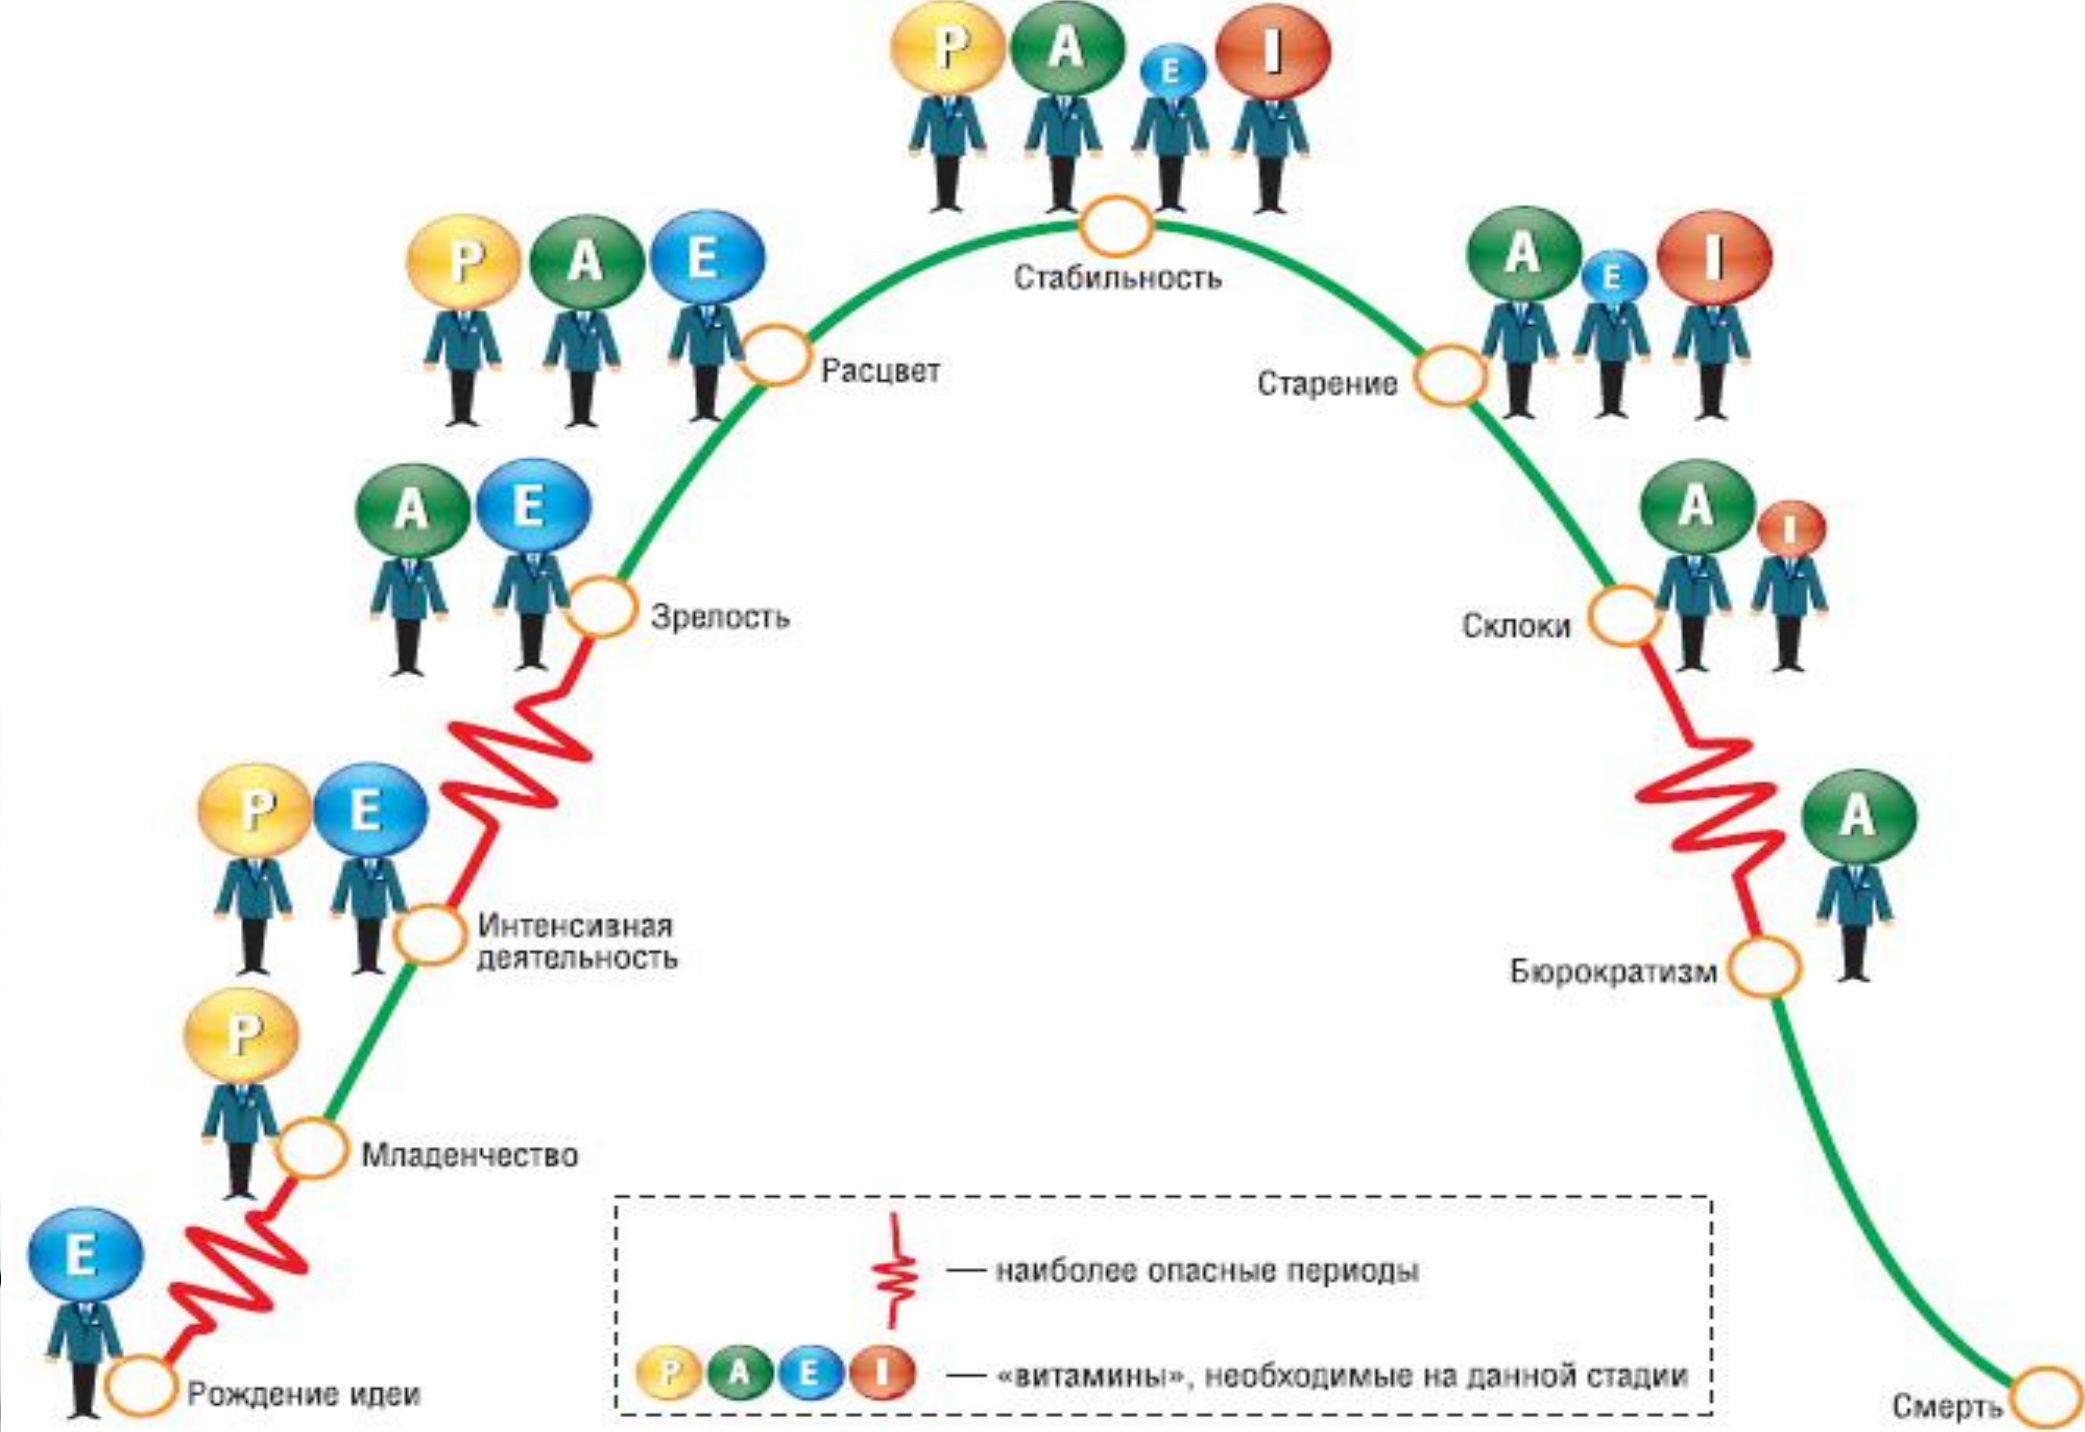 P A E I
Стабильность
P A E
Расцвет
A E I
Старение
A E
Зрелость
A I
Склоки
P E
Интенсивная
деятельность
A
Бюрократизм
P
Младенчество
E
Рождение идеи
— наиболее опасные периоды
P A E I — «витамины», необходимые на данной стадии
Смерть